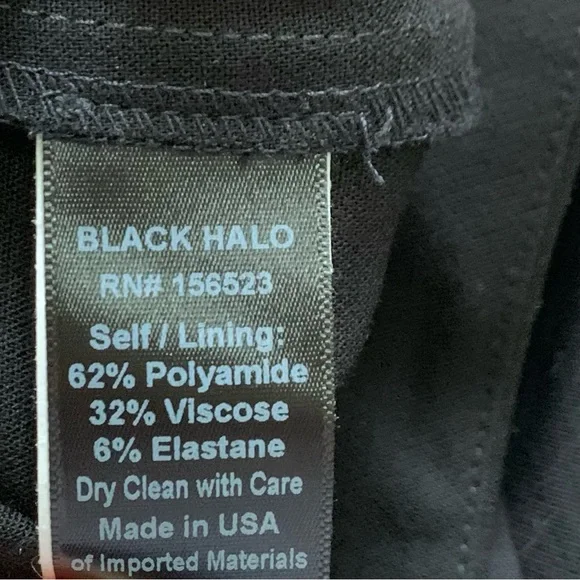 BLACK HALO
RN# 156523
Self / Lining:
62% Polyamide
32% Viscose
6% Elastane
Dry Clean with Care
Made in USA
of Imported Materials